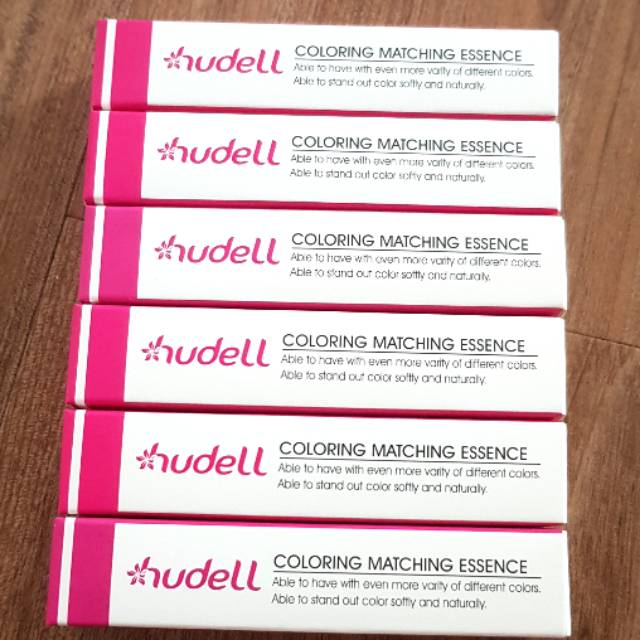 hudell
COLORING MATCHING ESSENCE
Able to have with even more varity of different colors.
Able to stand out color softly and naturally.
hudell
COLORING MATCHING ESSENCE
Able to have with even more varity of different colors.
Able to stand out color softly and naturally.
hudell
COLORING MATCHING ESSENCE
Able to have with even more varity of different colors.
Able to stand out color softly and naturally.
hudell
COLORING MATCHING ESSENCE
Able to have with even more varity of different colors.
Able to stand out color softly and naturally.
hudell
COLORING MATCHING ESSENCE
Able to have with even more varity of different colors.
Able to stand out color softly and naturally.
hudell
COLORING MATCHING ESSENCE
Able to have with even more varity of different colors.
Able to stand out color softly and naturally.